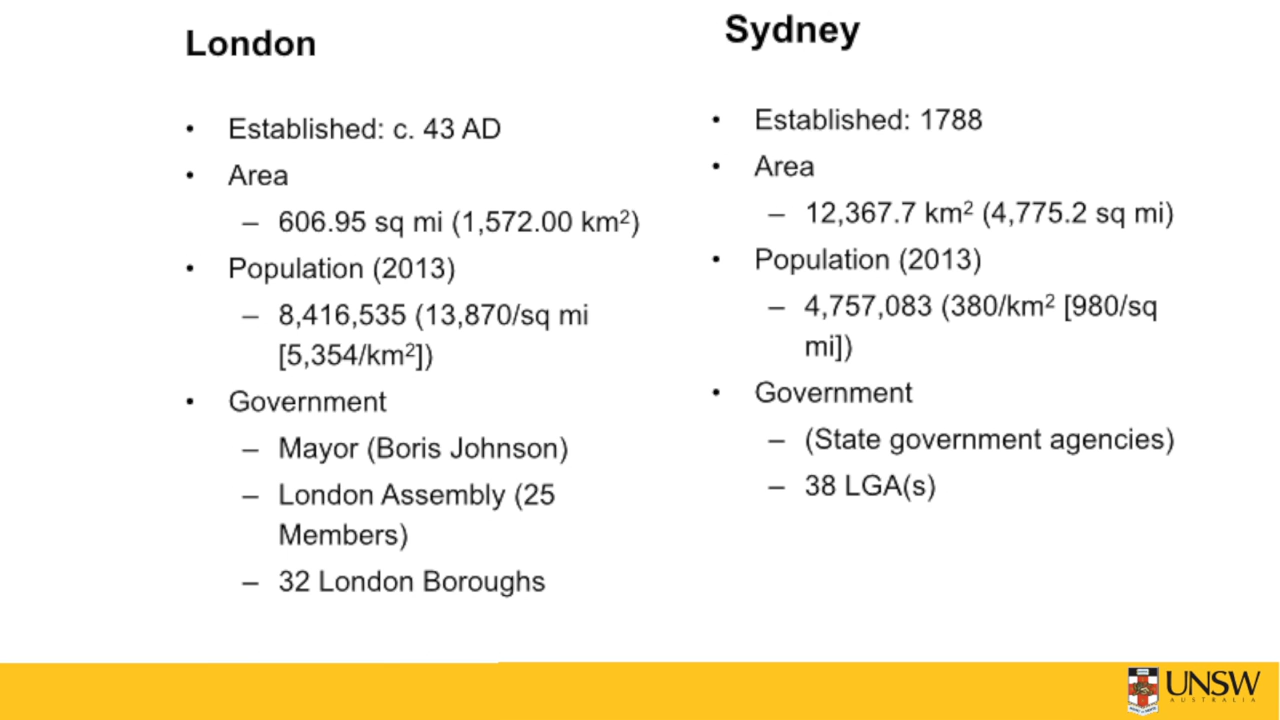 London
• Established: c. 43 AD
• Area
– 606.95 sq mi (1,572.00 km²)
• Population (2013)
– 8,416,535 (13,870/sq mi
[5,354/km²])
• Government
– Mayor (Boris Johnson)
– London Assembly (25
Members)
– 32 London Boroughs
Sydney
• Established: 1788
• Area
– 12,367.7 km² (4,775.2 sq mi)
• Population (2013)
– 4,757,083 (380/km² [980/sq
mi])
• Government
– (State government agencies)
– 38 LGA(s)
UNSW
AUSTRALIA